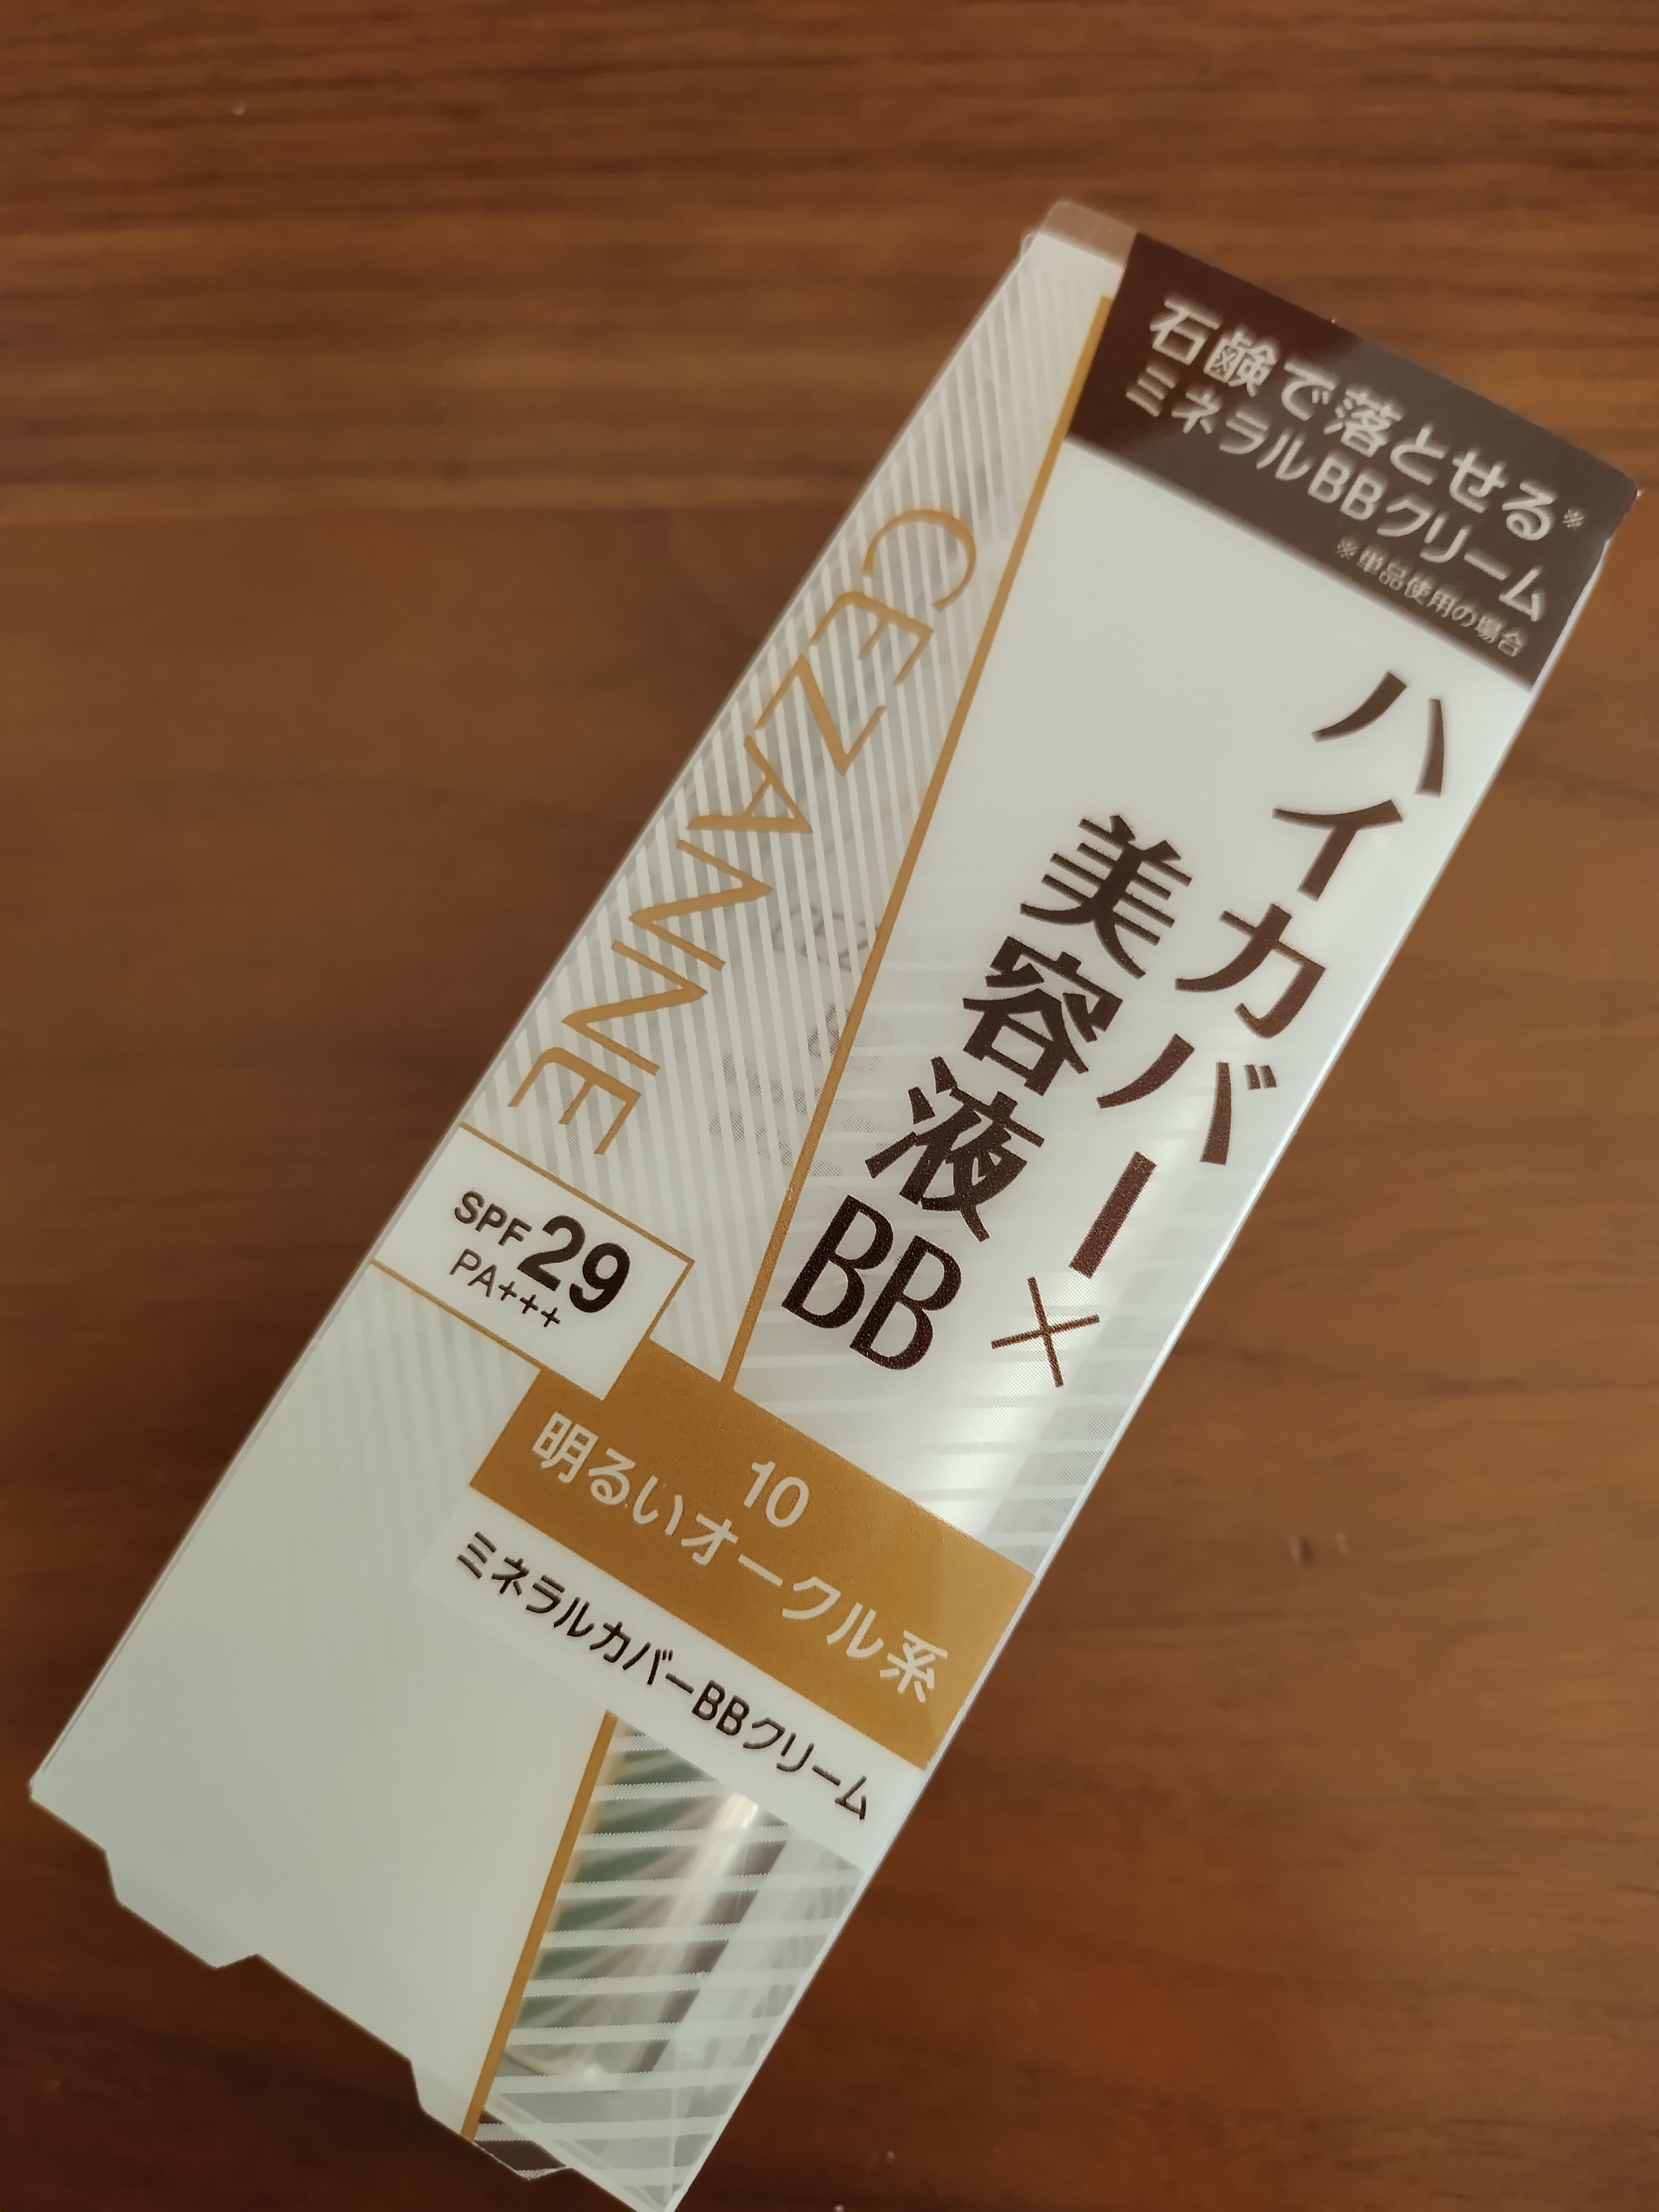 石鹸で落とせる※
ミネラルBBクリーム
※単品使用の場合
ハイカバー×
美容液BB
CEZANNE
SPF29
PA+++
10
明るいオークル系
ミネラルカバーBBクリーム